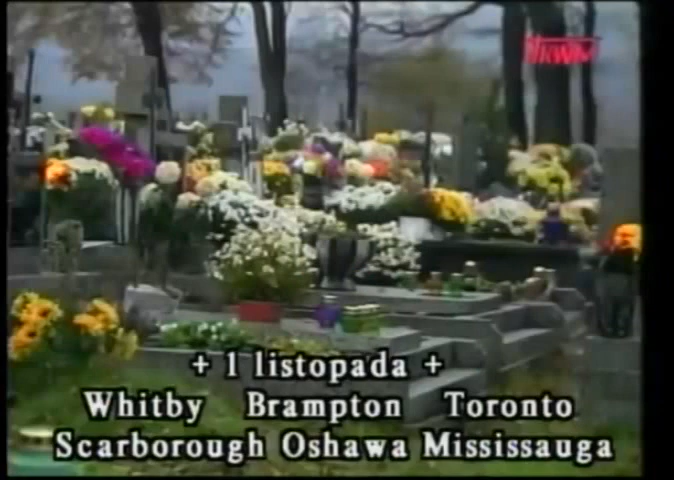 + 1 listopada +
Whitby Brampton Toronto
Scarborough Oshawa Mississauga